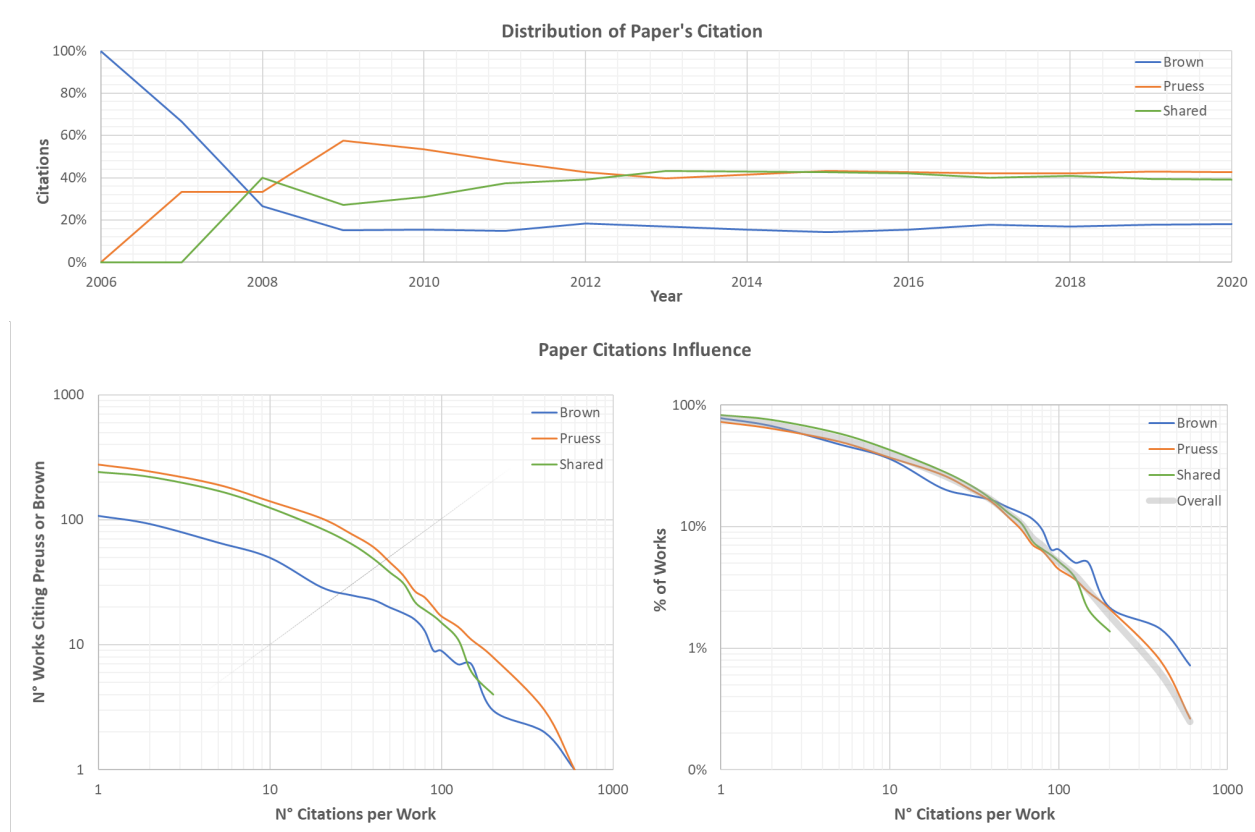 Distribution of Paper's Citation
100%
80%
60%
40%
20%
0%
Citations
Brown
Pruess
Shared
2006 2008 2010 2012 2014 2016 2018 2020
Year
Paper Citations Influence
1000
100
10
1
N° Works Citing Preuss or Brown
Brown
Pruess
Shared
1 10 100 1000
N° Citations per Work
100%
10%
1%
0%
% of Works
Brown
Pruess
Shared
Overall
1 10 100 1000
N° Citations per Work